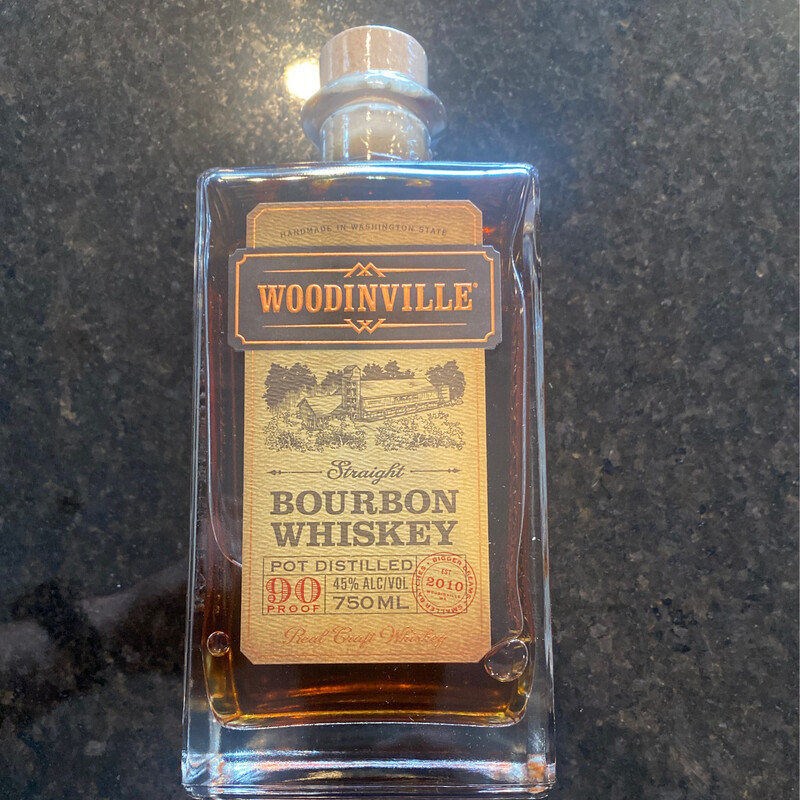 HANDMADE IN WASHINGTON STATE
WOODINVILLE®
Straight
BOURBON
WHISKEY
POT DISTILLED
90
PROOF
45% ALC/VOL
750ML
EST
2010
Real Craft Whiskey